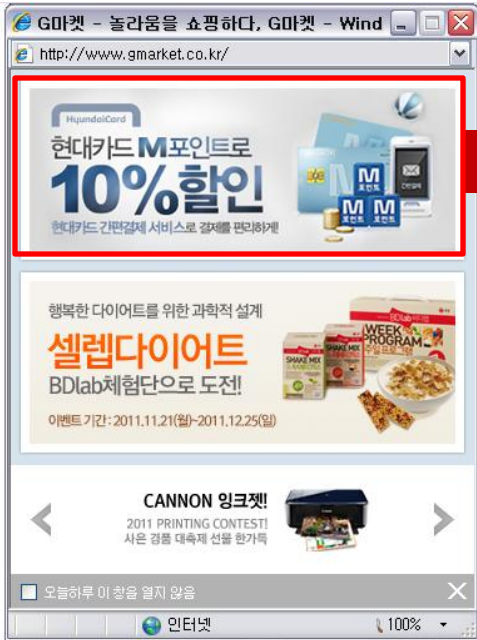 G마켓 - 놀라움을 쇼핑하다, G마켓 - Wind
http://www.gmarket.co.kr/
HyundaiCard
현대카드 M포인트로
10%할인
현대카드 간편결제 서비스로 결제를 편리하게!
M
포인트
M
포인트
M
포인트
간편결제
행복한 다이어트를 위한 과학적 설계
셀렙다이어트
BDlab체험단으로 도전!
이벤트 기간 : 2011.11.21(월)~2011.12.25(일)
BDlab
WEEK
PROGRAM
SHAKE MIX
SHAKE MIX
CANNON 잉크젯!
2011 PRINTING CONTEST!
사은 경품 대축제 선물 한가득
오늘하루 이 창을 열지 않음
인터넷
100%